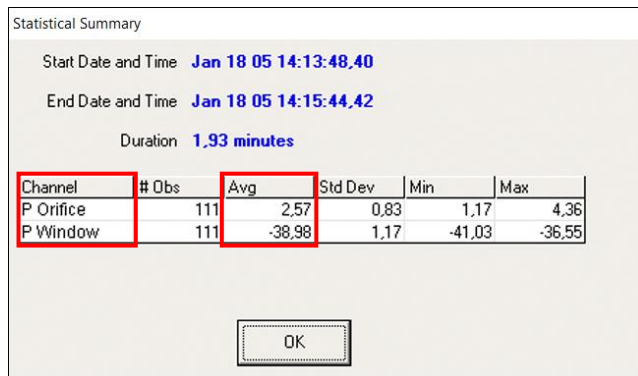 Statistical Summary
Start Date and Time Jan 18 05 14:13:48,40
End Date and Time Jan 18 05 14:15:44,42
Duration 1,93 minutes
Channel # Obs Avg Std Dev Min Max
P Orifice 111 2,57 0,83 1,17 4,36
P Window 111 -38,98 1,17 -41,03 -36,55
OK